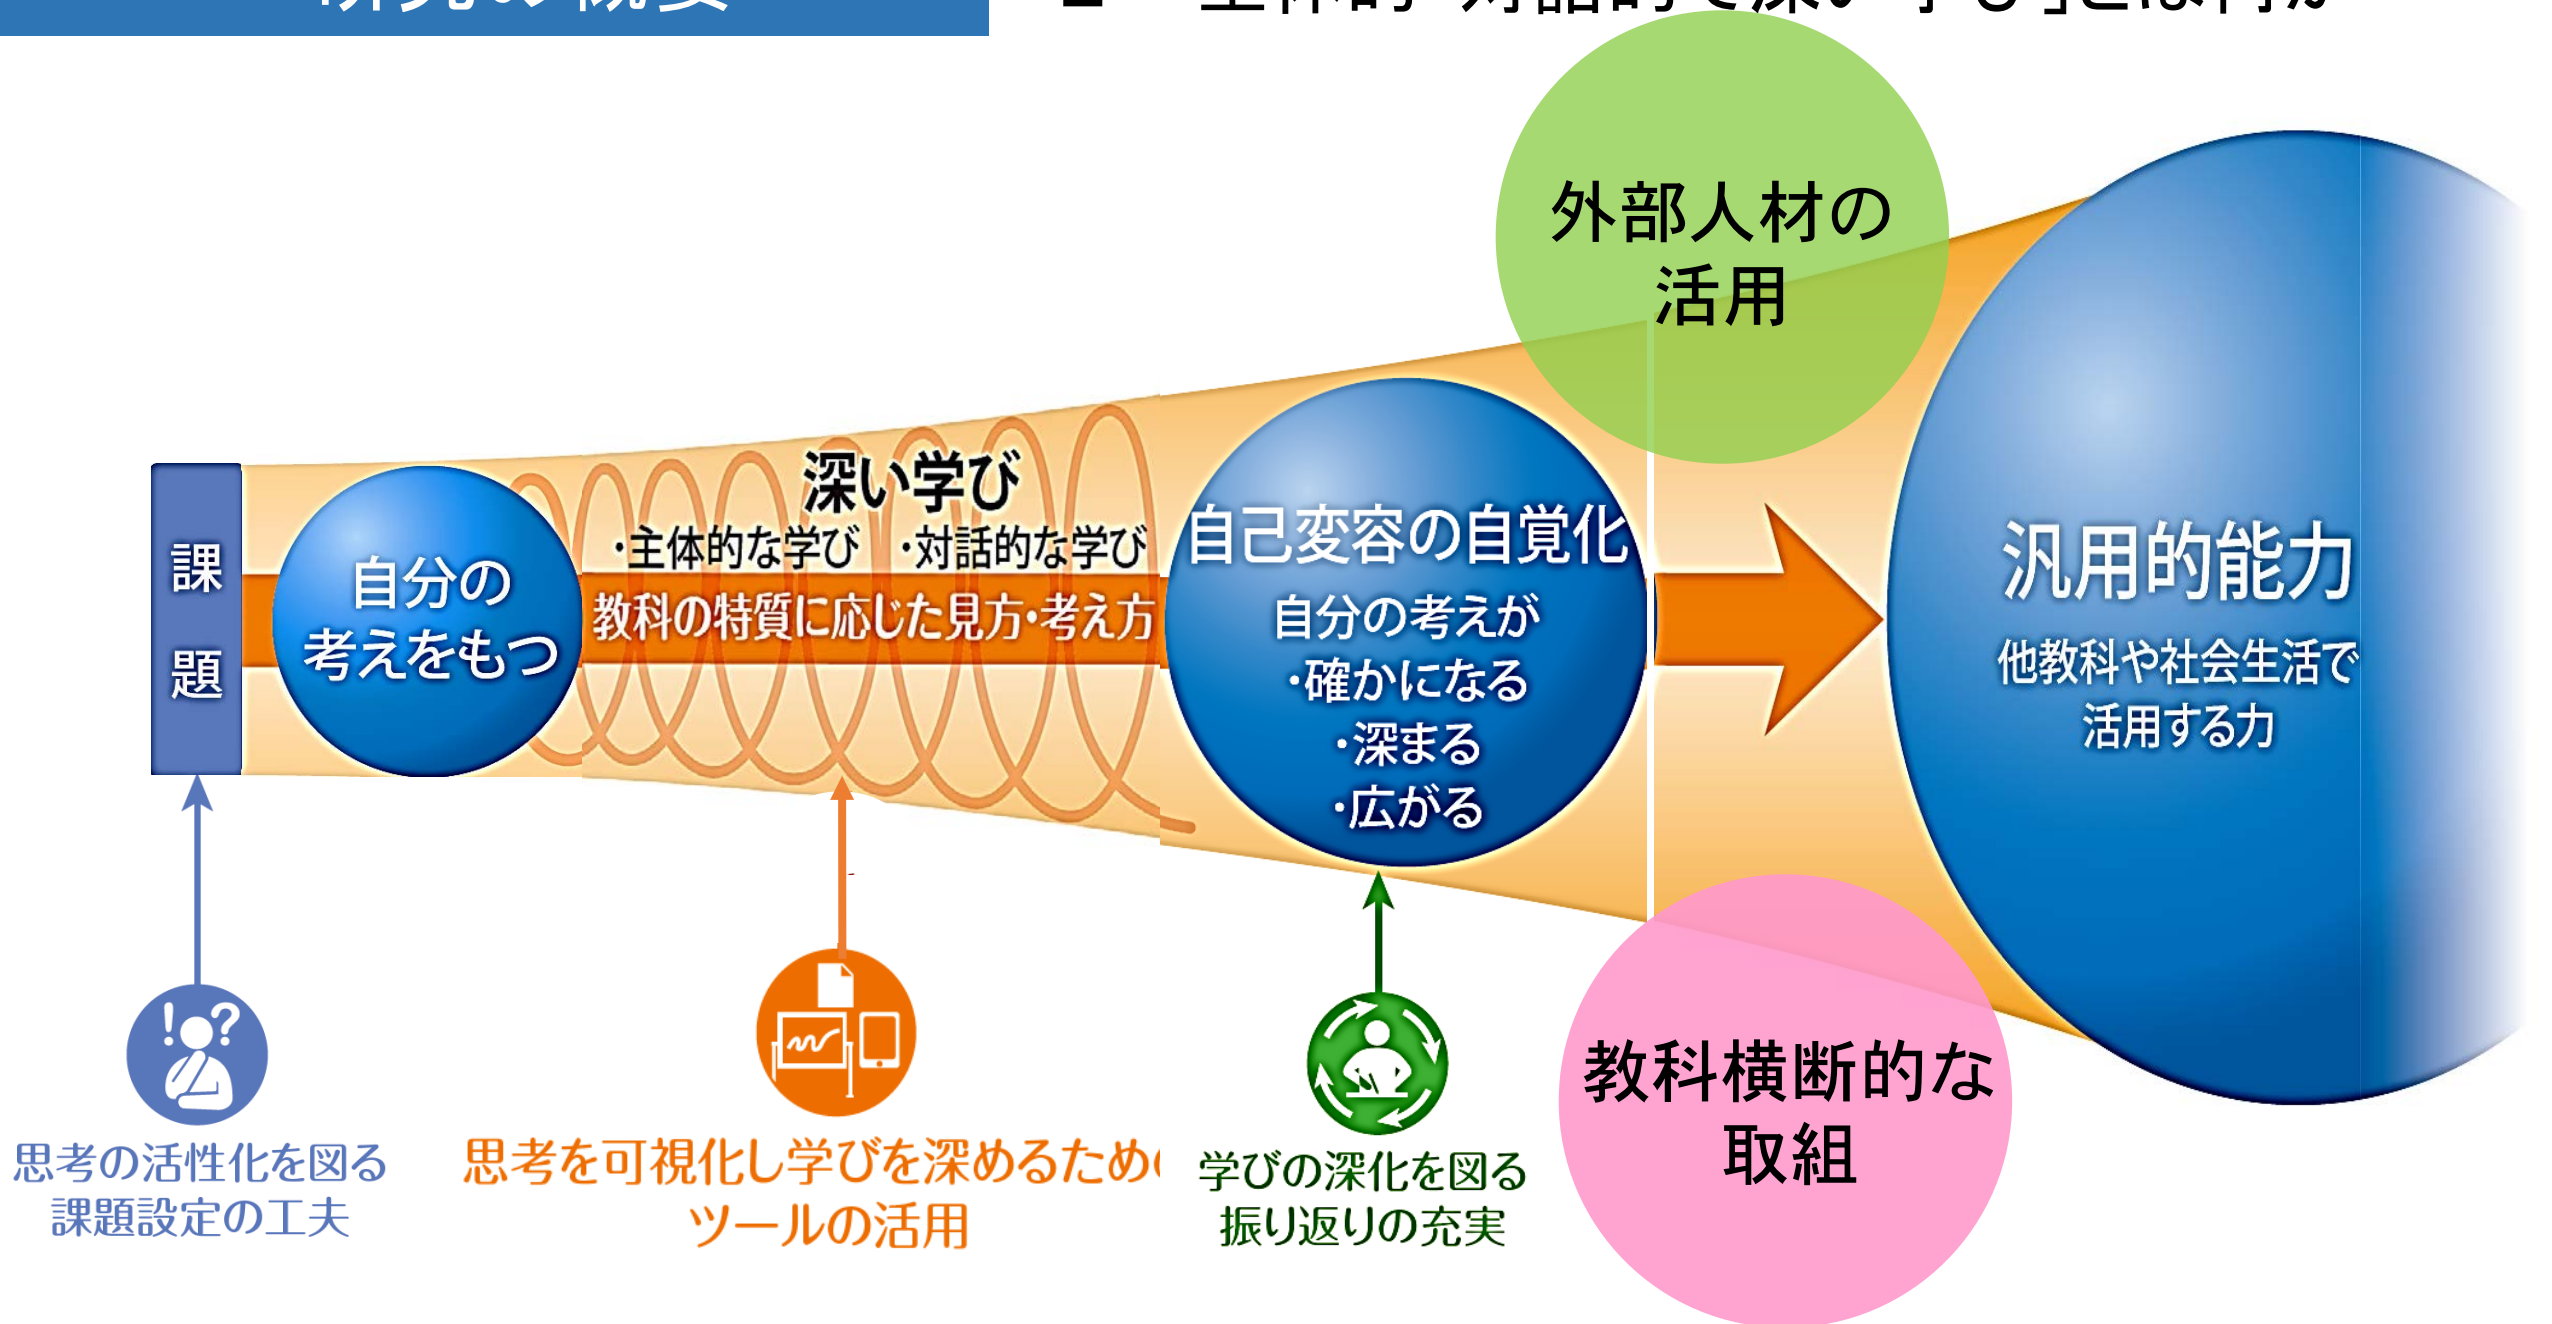 課題
自分の
考えをもつ
深い学び
・主体的な学び ・対話的な学び
教科の特質に応じた見方・考え方
自己変容の自覚化
自分の考えが
・確かになる
・深まる
・広がる
外部人材の
活用
汎用的能力
他教科や社会生活で
活用する力
教科横断的な
取組
思考の活性化を図る
課題設定の工夫
思考を可視化し学びを深めるため
ツールの活用
学びの深化を図る
振り返りの充実